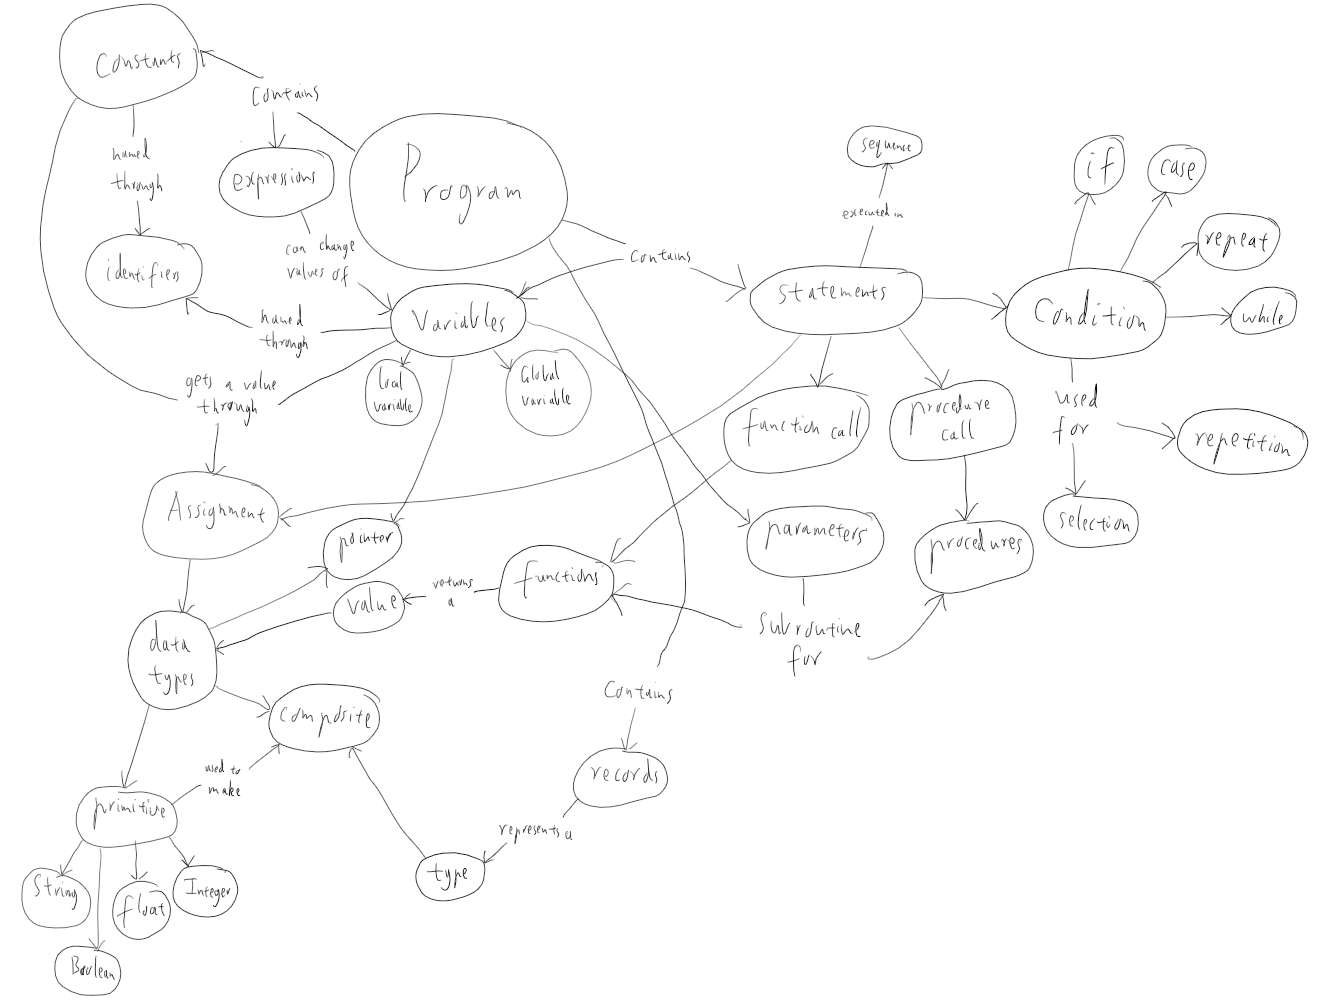 Constants
Contains
named
through
expressions
Program
sequence
executed in
if
case
repeat
while
identifiers
can change
values of
contains
Variables
named
through
statements
Condition
gets a value
through
local
variable
Global
variable
function call
procedure
call
used
for
repetition
selection
Assignment
pointer
parameters
procedures
functions
returns
a
value
subroutine
for
data
types
composite
Contains
records
used to
make
primitive
represents a
type
String
float
Integer
Boolean